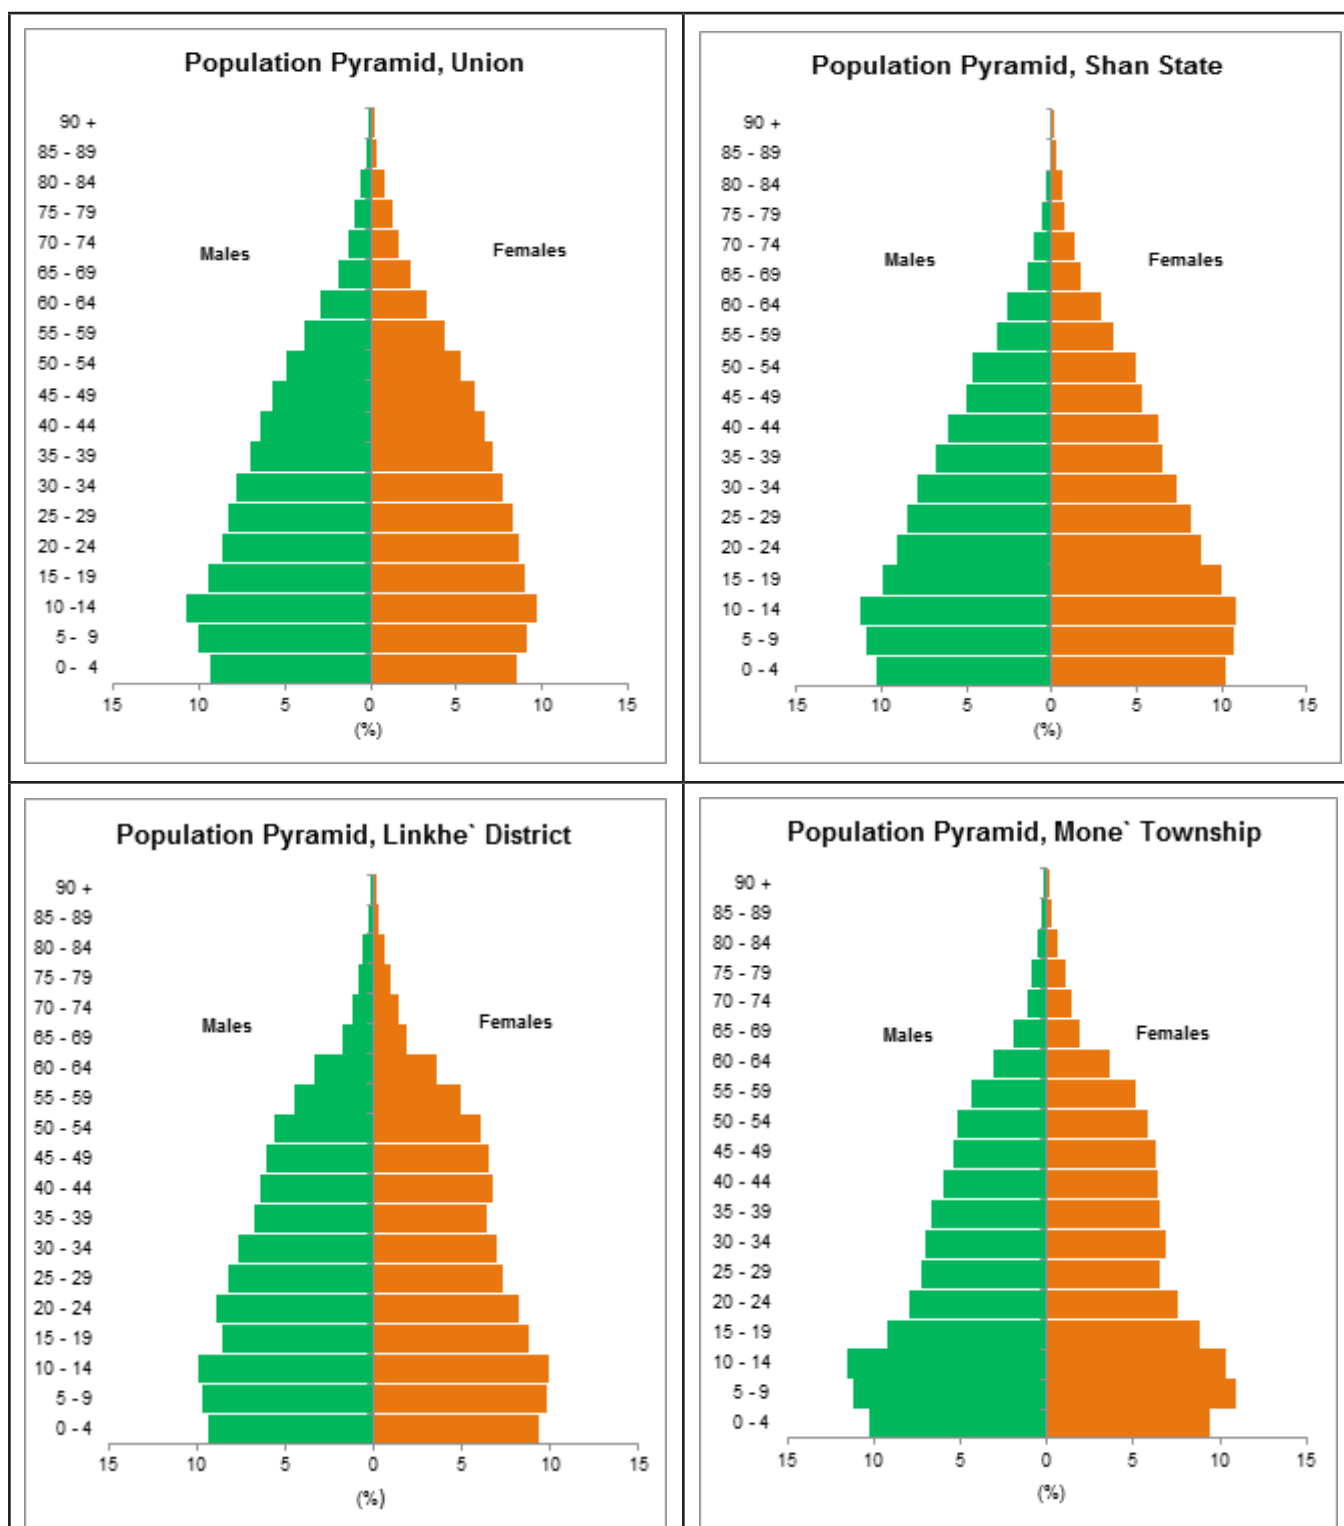 Population Pyramid, Union
90 +
85 - 89
80 - 84
75 - 79
70 - 74
65 - 69
60 - 64
55 - 59
50 - 54
45 - 49
40 - 44
35 - 39
30 - 34
25 - 29
20 - 24
15 - 19
10 -14
5 - 9
0 - 4
Males
Females
15 10 5 0 5 10 15
(%)
Population Pyramid, Shan State
90 +
85 - 89
80 - 84
75 - 79
70 - 74
65 - 69
60 - 64
55 - 59
50 - 54
45 - 49
40 - 44
35 - 39
30 - 34
25 - 29
20 - 24
15 - 19
10 - 14
5 - 9
0 - 4
Males
Females
15 10 5 0 5 10 15
(%)
Population Pyramid, Linkhe` District
90 +
85 - 89
80 - 84
75 - 79
70 - 74
65 - 69
60 - 64
55 - 59
50 - 54
45 - 49
40 - 44
35 - 39
30 - 34
25 - 29
20 - 24
15 - 19
10 - 14
5 - 9
0 - 4
Males
Females
15 10 5 0 5 10 15
(%)
Population Pyramid, Mone` Township
90 +
85 - 89
80 - 84
75 - 79
70 - 74
65 - 69
60 - 64
55 - 59
50 - 54
45 - 49
40 - 44
35 - 39
30 - 34
25 - 29
20 - 24
15 - 19
10 - 14
5 - 9
0 - 4
Males
Females
15 10 5 0 5 10 15
(%)